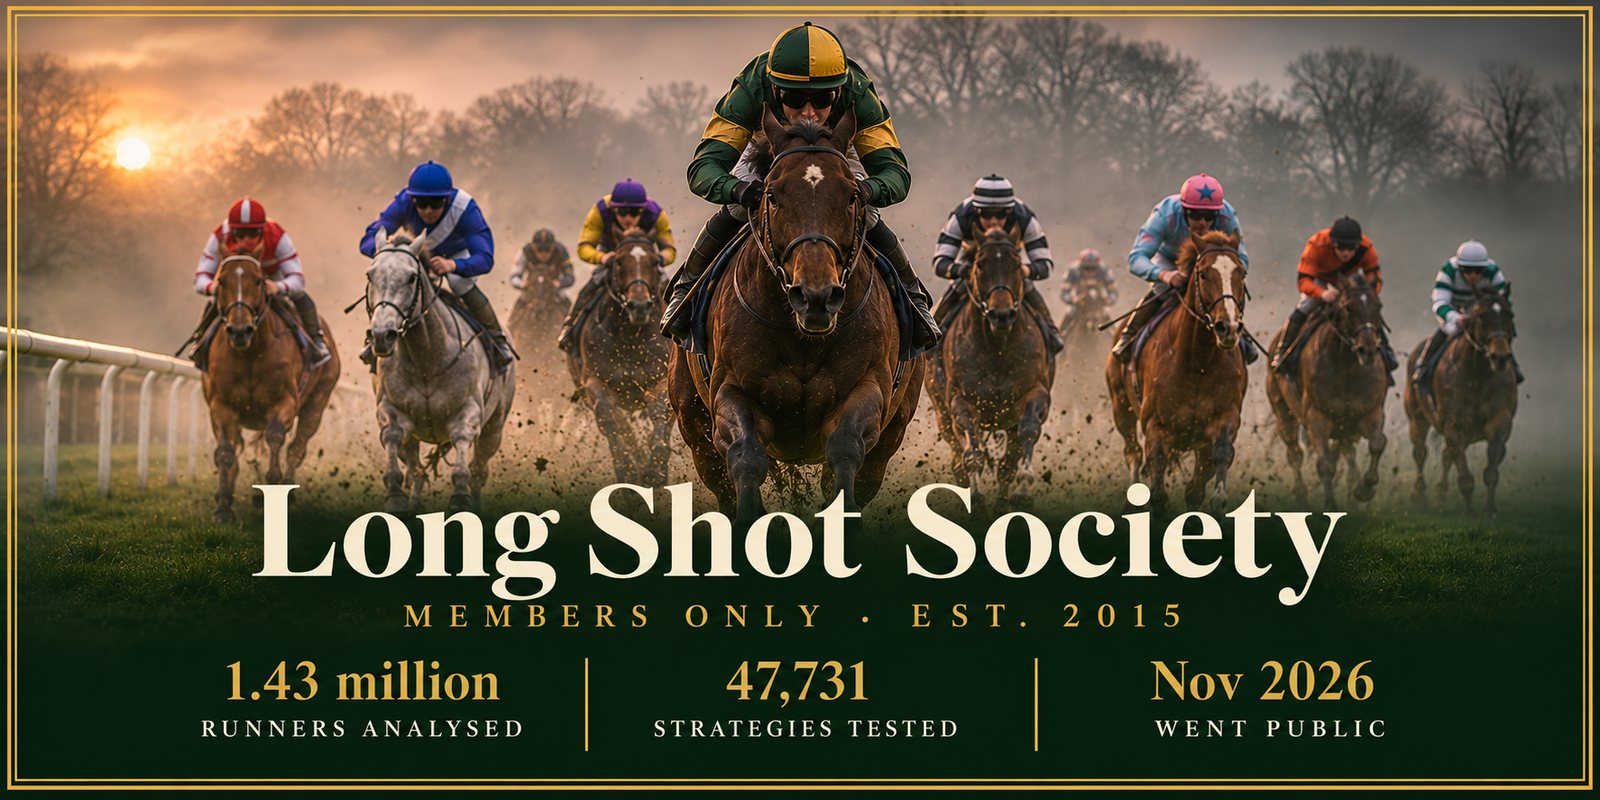 Long Shot Society
MEMBERS ONLY · EST. 2015
1.43 million
RUNNERS ANALYSED
47,731
STRATEGIES TESTED
Nov 2026
WENT PUBLIC